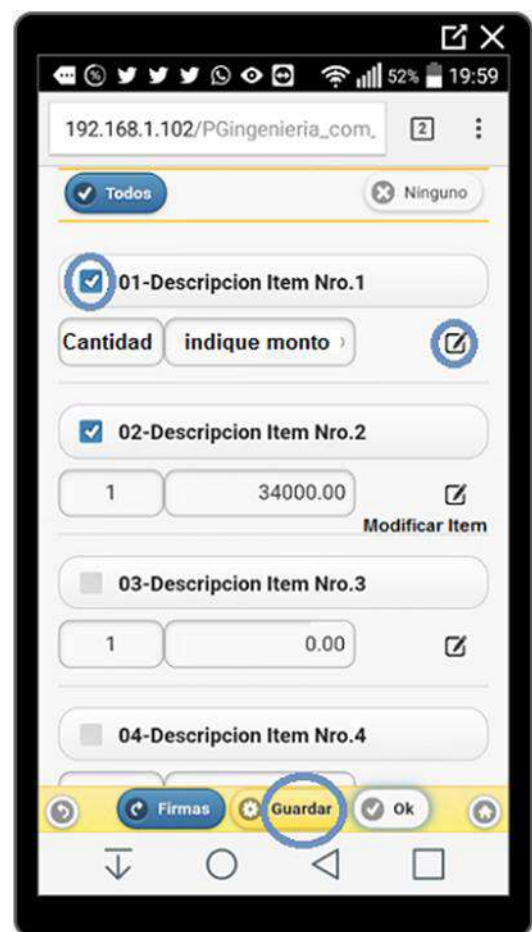 52% 19:59
192.168.1.102/PGingenieria_com_ 2
Todos Ninguno
01-Descripcion Item Nro.1
Cantidad indique monto
02-Descripcion Item Nro.2
1 34000.00
Modificar Item
03-Descripcion Item Nro.3
1 0.00
04-Descripcion Item Nro.4
Firmas Guardar Ok